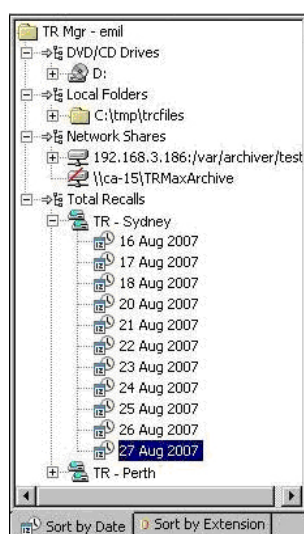 TR Mgr - emil
DVD/CD Drives
D:
Local Folders
C:\tmp\trcfiles
Network Shares
192.168.3.186:/var/archiver/test
\\ca-15\TRMaxArchive
Total Recalls
TR - Sydney
16 Aug 2007
17 Aug 2007
18 Aug 2007
20 Aug 2007
21 Aug 2007
22 Aug 2007
23 Aug 2007
24 Aug 2007
25 Aug 2007
26 Aug 2007
27 Aug 2007
TR - Perth
Sort by Date Sort by Extension